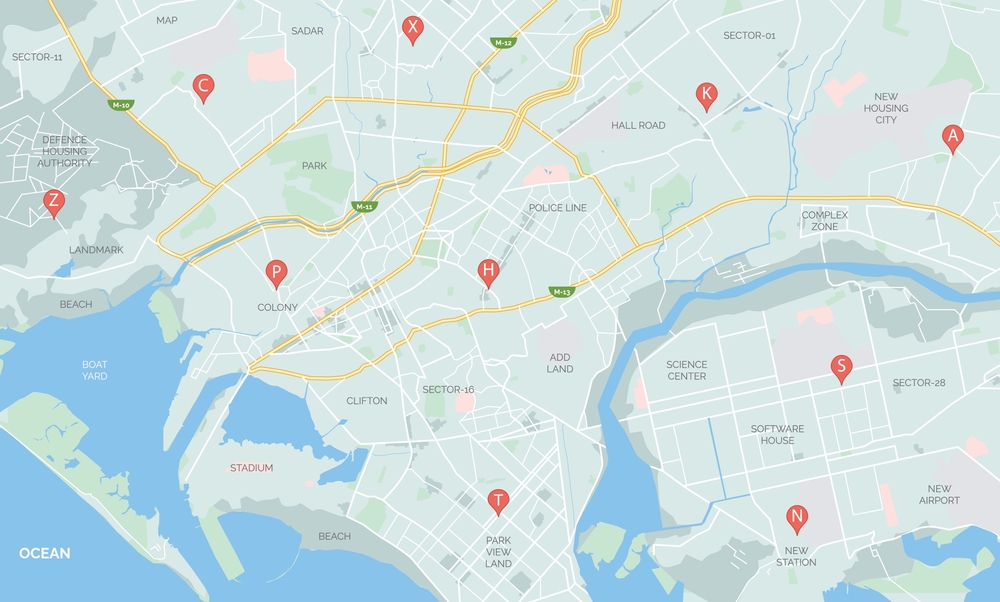 MAP
X
SADAR
M-12
SECTOR-01
SECTOR-11
C
K
M-10
NEW
HOUSING
CITY
HALL ROAD
A
DEFENCE
HOUSING
AUTHORITY
PARK
Z
M-11
POLICE LINE
COMPLEX
ZONE
LANDMARK
P
H
M-13
BEACH
COLONY
BOAT
YARD
ADD
LAND
SCIENCE
CENTER
S
SECTOR-28
SECTOR-16
CLIFTON
SOFTWARE
HOUSE
STADIUM
NEW
AIRPORT
T
N
BEACH
PARK
VIEW
LAND
OCEAN
NEW
STATION